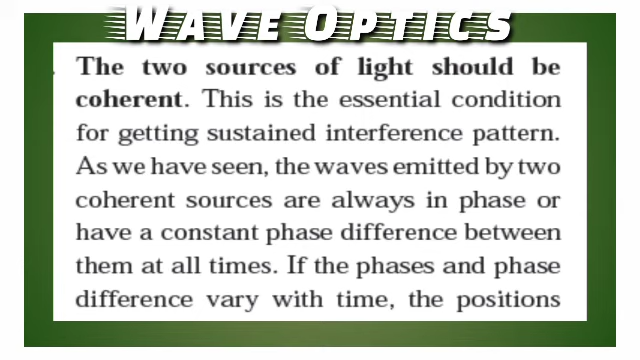 WAVE OPTICS
The two sources of light should be
coherent. This is the essential condition
for getting sustained interference pattern.
As we have seen, the waves emitted by two
coherent sources are always in phase or
have a constant phase difference between
them at all times. If the phases and phase
difference vary with time, the positions